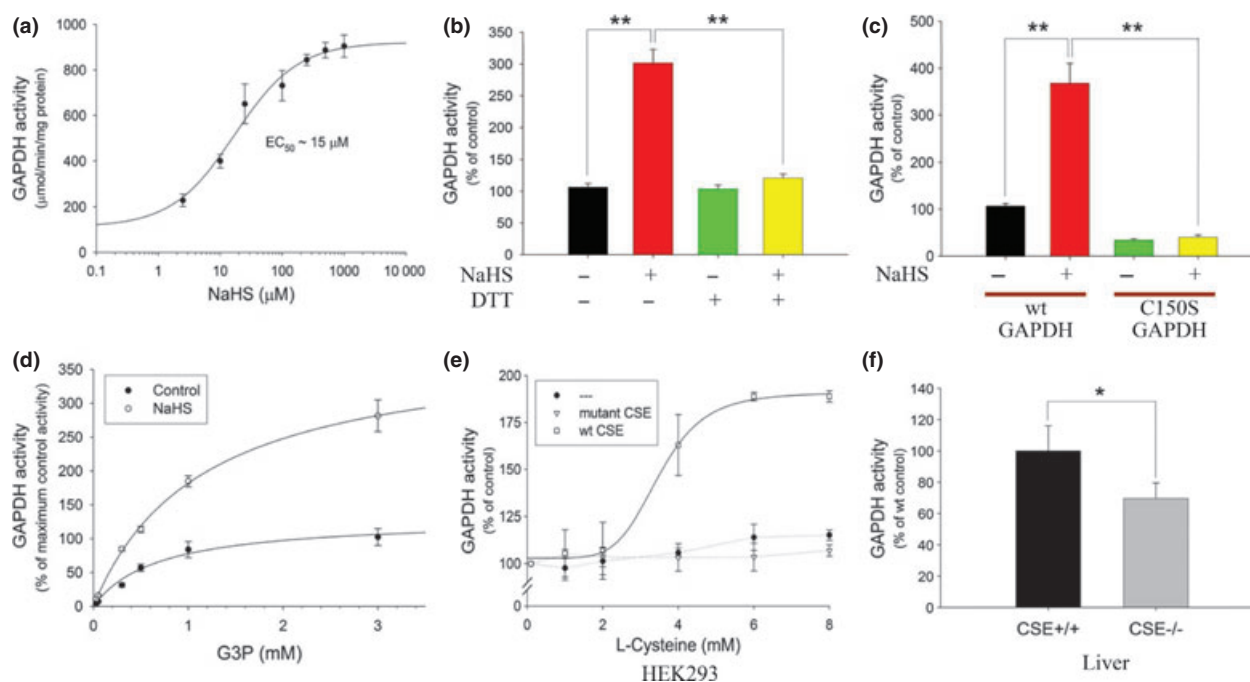 (a)
GAPDH activity
(µmol/min/mg protein)
1000
800
600
400
200
0
EC50 ~ 15 µM
0.1
1
10
100
1000
10 000
NaHS (µM)
(b)
GAPDH activity
(% of control)
350
300
250
200
150
100
50
0
**
**
NaHS – + – +
DTT – – + +
(c)
GAPDH activity
(% of control)
500
400
300
200
100
0
**
**
NaHS – + – +
wt
GAPDH
C150S
GAPDH
(d)
GAPDH activity
(% of maximum control activity)
350
300
250
200
150
100
50
0
Control
NaHS
0
1
2
3
G3P (mM)
(e)
GAPDH activity
(% of control)
200
175
150
125
100
0
---
mutant CSE
wt CSE
0
2
4
6
8
L-Cysteine (mM)
HEK293
(f)
GAPDH activity
(% of wt control)
140
120
100
80
60
40
20
0
*
CSE+/+
CSE-/-
Liver